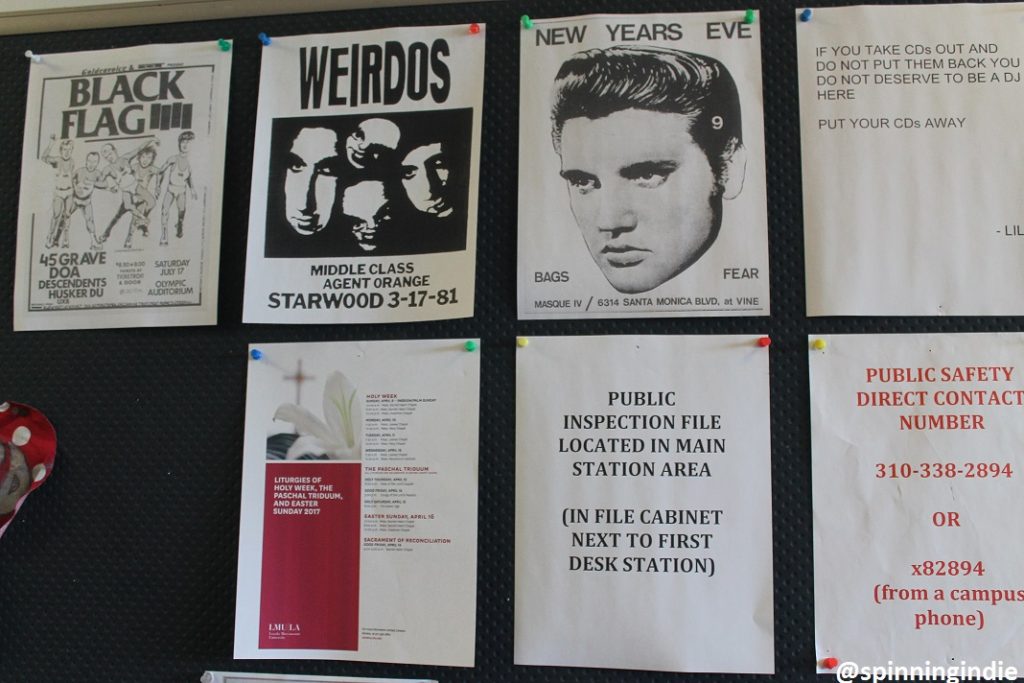 BLACK
FLAG
45 GRAVE
DOA
DESCENDENTS
HUSKER DU
UXB
SATURDAY
JULY 17
OLYMPIC
AUDITORIUM
WEIRDOS
MIDDLE CLASS
AGENT ORANGE
STARWOOD 3-17-81
NEW YEARS EVE
9
BAGS FEAR
MASQUE IV / 6314 SANTA MONICA BLVD, at VINE
IF YOU TAKE CDs OUT AND
DO NOT PUT THEM BACK YOU
DO NOT DESERVE TO BE A DJ
HERE
PUT YOUR CDs AWAY
- LIL
LITURGIES OF
HOLY WEEK, THE
PASCHAL TRIDUUM,
AND EASTER
SUNDAY 2017
LMU|LA
Loyola Marymount
University
HOLY WEEK
THE PASCHAL TRIDUUM
EASTER SUNDAY, APRIL 16
SACRAMENT OF RECONCILIATION
PUBLIC
INSPECTION FILE
LOCATED IN MAIN
STATION AREA
(IN FILE CABINET
NEXT TO FIRST
DESK STATION)
PUBLIC SAFETY
DIRECT CONTACT
NUMBER
310-338-2894
OR
x82894
(from a campus
phone)
@spinningindie